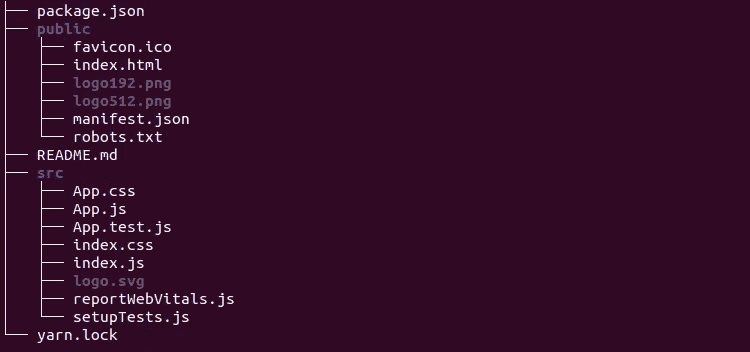 ├── package.json
├── public
│   ├── favicon.ico
│   ├── index.html
│   ├── logo192.png
│   ├── logo512.png
│   ├── manifest.json
│   └── robots.txt
├── README.md
├── src
│   ├── App.css
│   ├── App.js
│   ├── App.test.js
│   ├── index.css
│   ├── index.js
│   ├── logo.svg
│   ├── reportWebVitals.js
│   └── setupTests.js
└── yarn.lock